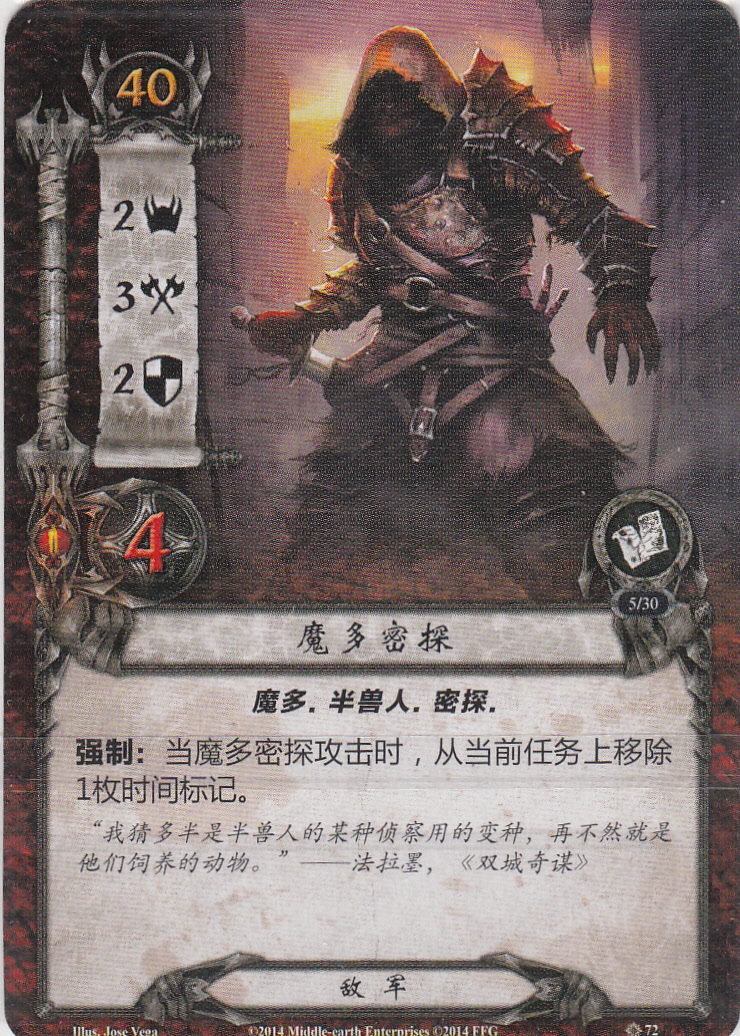 40
2
3
2
4
5/30
魔多密探
魔多. 半兽人. 密探.
强制：当魔多密探攻击时，从当前任务上移除
1枚时间标记。
“我猜多半是半兽人的某种侦察用的变种，再不然就是
他们饲养的动物。”——法拉墨，《双城奇谋》
敌军
Illus. Jose Vega
©2014 Middle-earth Enterprises ©2014 FFG
72